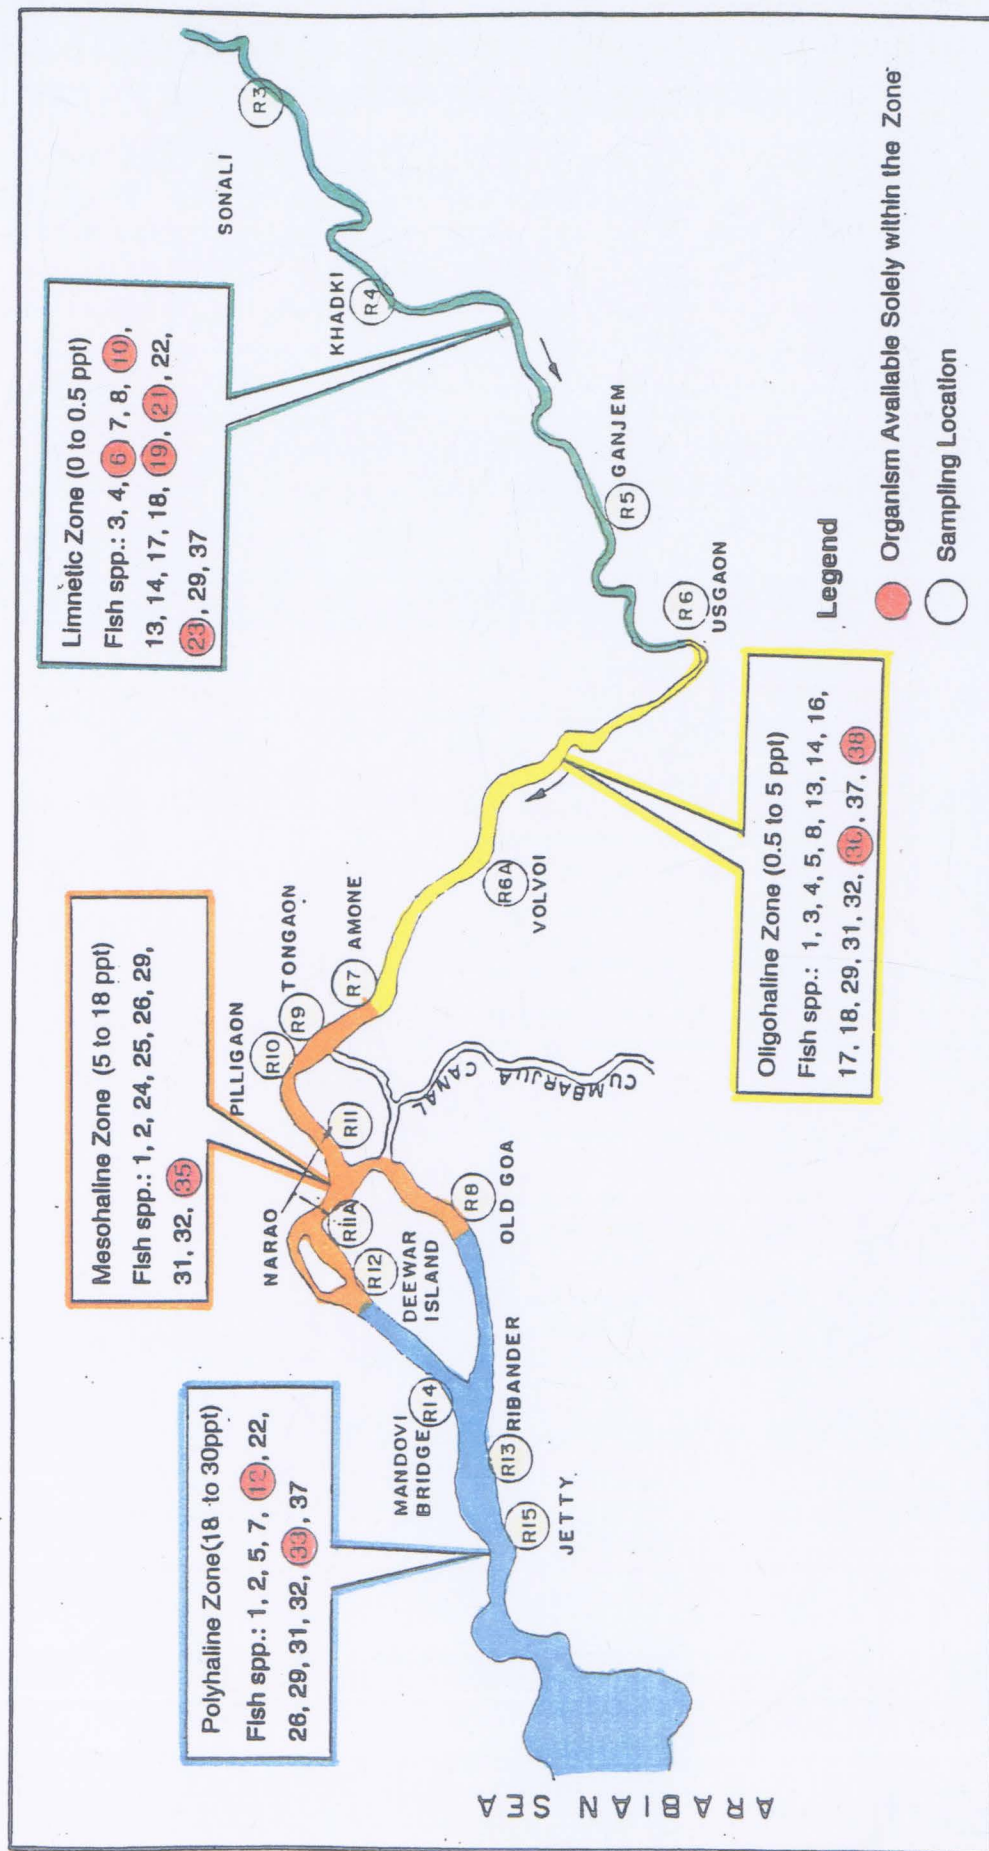 Polyhaline Zone(18 to 30ppt)
Fish spp.: 1, 2, 5, 7, 12, 22,
26, 29, 31, 32, 33, 37
Mesohaline Zone (5 to 18 ppt)
Fish spp.: 1, 2, 24, 25, 26, 29,
31, 32, 35
Limnetic Zone (0 to 0.5 ppt)
Fish spp.: 3, 4, 6 7, 8, 10,
13, 14, 17, 18, 19, 21, 22,
23, 29, 37
Oligohaline Zone (0.5 to 5 ppt)
Fish spp.: 1, 3, 4, 5, 8, 13, 14, 16,
17, 18, 29, 31, 32, 36, 37, 38
ARABIAN SEA
MANDOVI
BRIDGE
R14
R13 RIBANDER
R15
JETTY
NARAO
R11A
R12
DEEWAR
ISLAND
R11
R8
OLD GOA
PILLIGAON
R10
R9 TONGAON
R7 AMONE
CUMBARJUA
CANAL
R6A
VOLVOI
R6
USGAON
R5 GANJEM
KHADKI
R4
SONALI
R3
Legend
Organism Available Solely within the Zone
Sampling Location